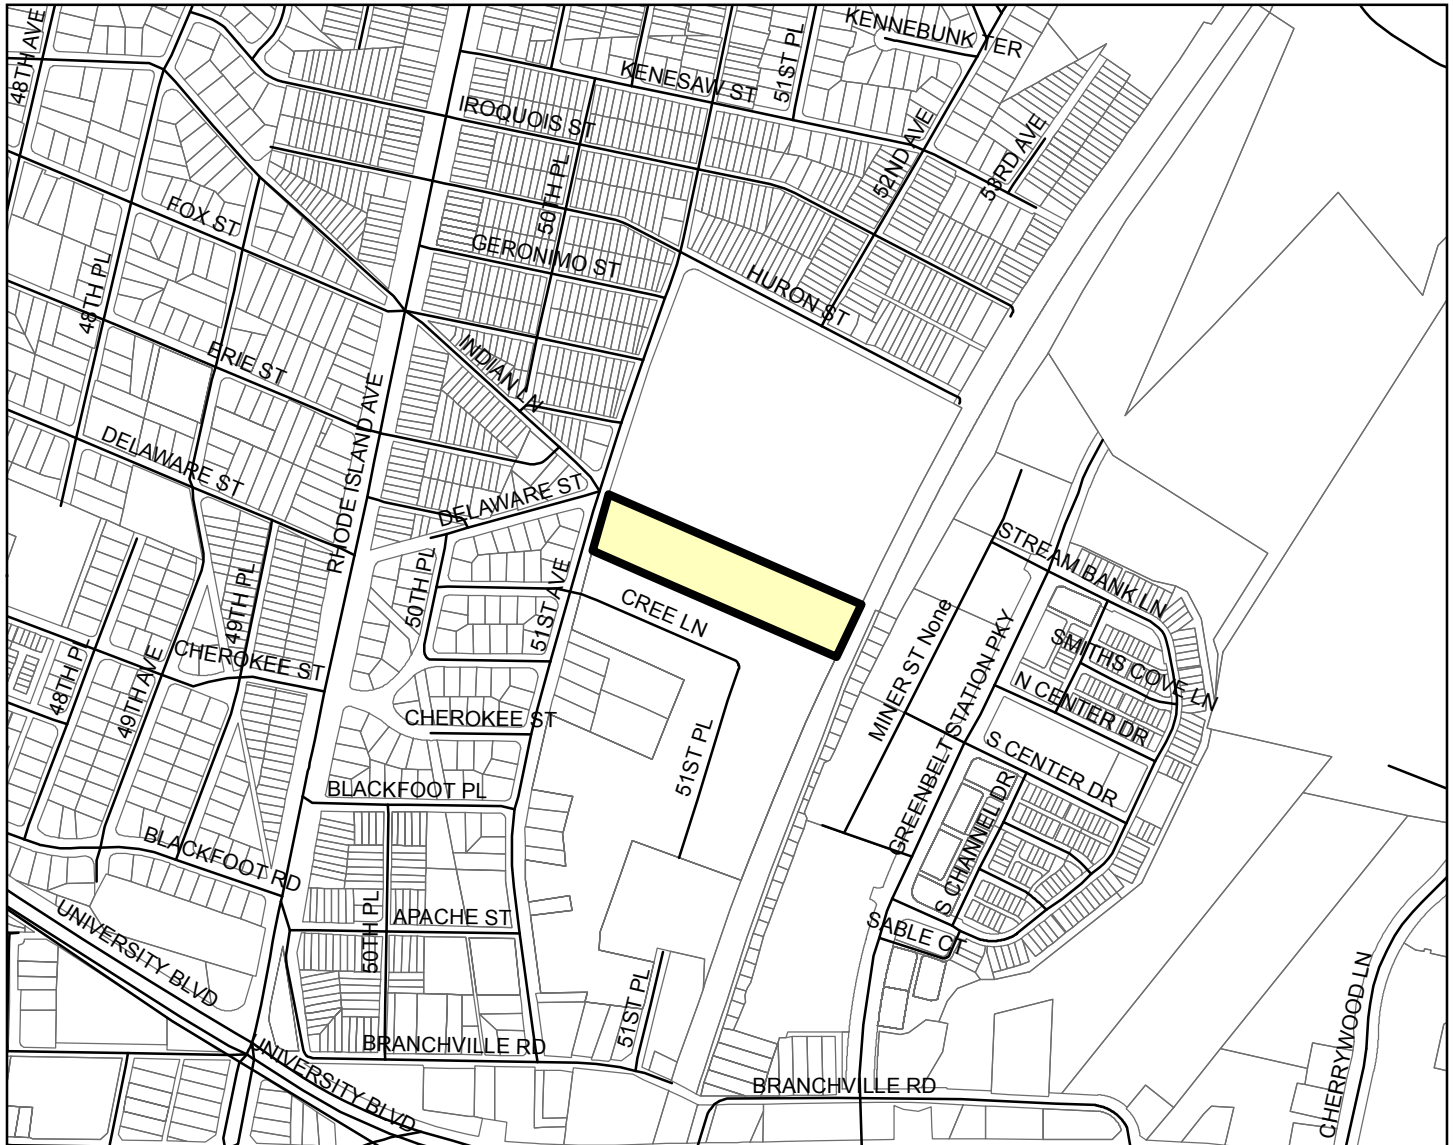 48TH AVE
51ST PL
KENNEBUNK TER
KENESAW ST
IROQUOIS ST
52ND AVE
53RD AVE
50TH PL
FOX ST
GERONIMO ST
48TH PL
HURON ST
INDIAN LN
ERIE ST
RHODE ISLAND AVE
DELAWARE ST
DELAWARE ST
STREAM BANK LN
50TH PL
51ST AVE
49TH PL
CREE LN
MINER ST None
GREENBELT STATION PKY
SMITHS COVE LN
CHEROKEE ST
48TH PL
49TH AVE
N CENTER DR
CHEROKEE ST
51ST PL
S CENTER DR
BLACKFOOT PL
S CHANNEL DR
BLACKFOOT RD
50TH PL
APACHE ST
SABLE CT
UNIVERSITY BLVD
51ST PL
CHERRYWOOD LN
BRANCHVILLE RD
UNIVERSITY BLVD
BRANCHVILLE RD